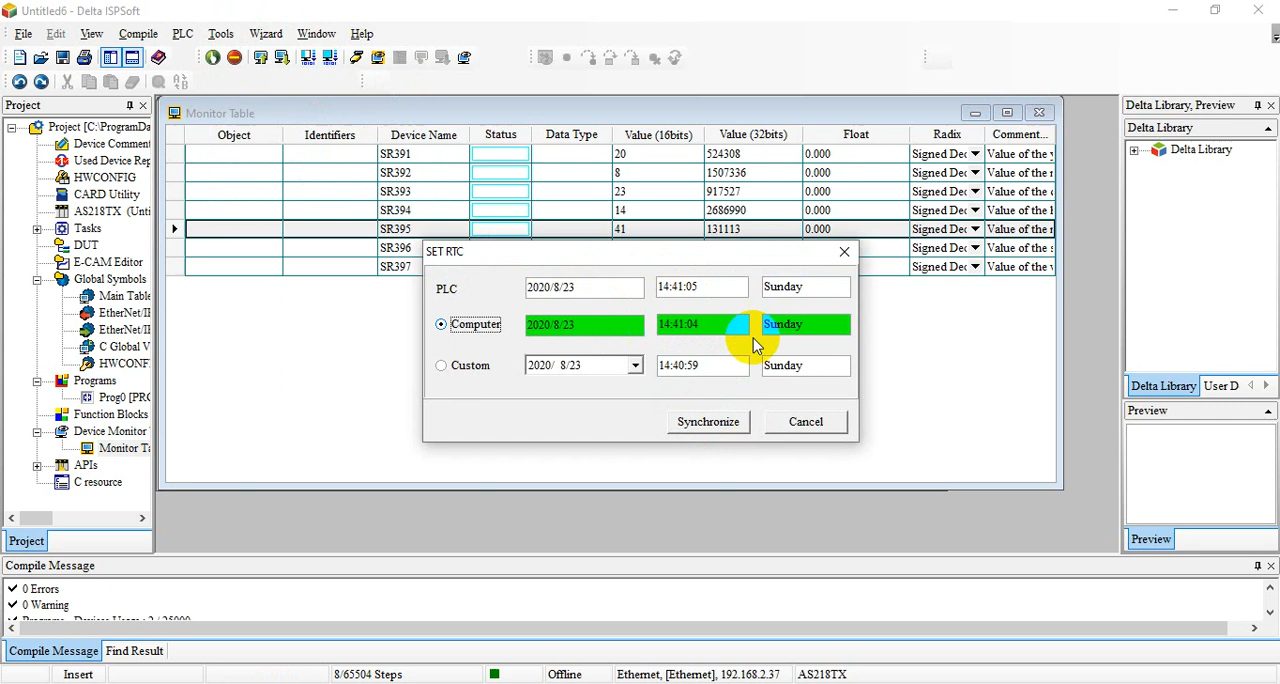 Untitled6 - Delta ISPSoft
File Edit View Compile PLC Tools Wizard Window Help
Project
Project [C:\ProgramDa
Device Comment
Used Device Rep
HWCONFIG
CARD Utility
AS218TX (Unti
Tasks
DUT
E-CAM Editor
Global Symbols
Main Table
EtherNet/I
EtherNet/I
C Global V
HWCONF
Programs
Prog0 [PRG
Function Blocks
Device Monitor
Monitor Ta
APIs
C resource
Project
Monitor Table
Object Identifiers Device Name Status Data Type Value (16bits) Value (32bits) Float Radix Comment...
SR391 20 524308 0.000 Signed Dec Value of the y
SR392 8 1507336 0.000 Signed Dec Value of the
SR393 23 917527 0.000 Signed Dec Value of the
SR394 14 2686990 0.000 Signed Dec Value of the
SR395 41 131113 0.000 Signed Dec Value of the
SR396 Signed Dec Value of the s
SR397 Signed Dec Value of the
SET RTC
PLC 2020/8/23 14:41:05 Sunday
Computer 2020/8/23 14:41:04 Sunday
Custom 2020/ 8/23 14:40:59 Sunday
Synchronize Cancel
Delta Library, Preview
Delta Library
Delta Library
Delta Library User D
Preview
Preview
Compile Message
0 Errors
0 Warning
Compile Message Find Result
Insert 8/65504 Steps Offline Ethernet, [Ethernet], 192.168.2.37 AS218TX